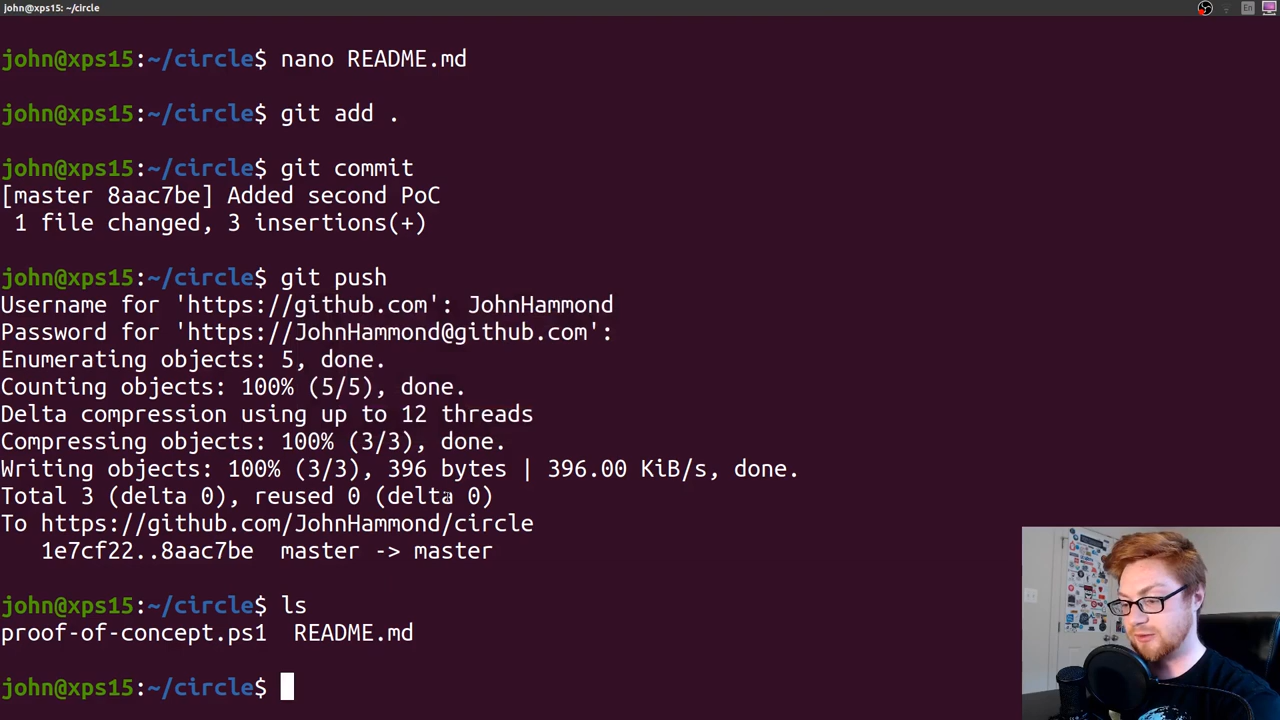 john@xps15: ~/circle
En
john@xps15:~/circle$ nano README.md
john@xps15:~/circle$ git add .
john@xps15:~/circle$ git commit
[master 8aac7be] Added second PoC
 1 file changed, 3 insertions(+)
john@xps15:~/circle$ git push
Username for 'https://github.com': JohnHammond
Password for 'https://JohnHammond@github.com':
Enumerating objects: 5, done.
Counting objects: 100% (5/5), done.
Delta compression using up to 12 threads
Compressing objects: 100% (3/3), done.
Writing objects: 100% (3/3), 396 bytes | 396.00 KiB/s, done.
Total 3 (delta 0), reused 0 (delta 0)
To https://github.com/JohnHammond/circle
   1e7cf22..8aac7be  master -> master
john@xps15:~/circle$ ls
proof-of-concept.ps1  README.md
john@xps15:~/circle$